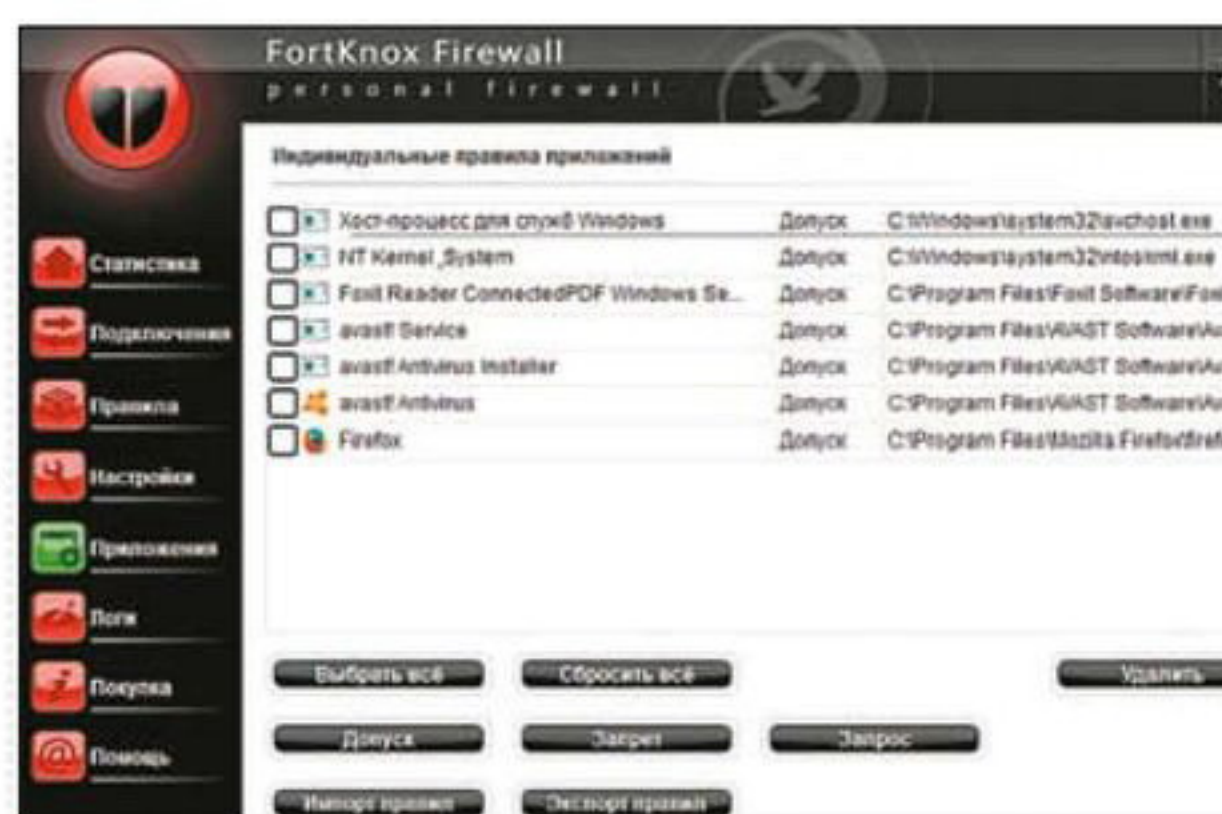 FortKnox Firewall
personal firewall
Индивидуальные правила приложений
Хост-процесс для служб Windows Допуск C:\Windows\system32\svchost.exe
NT Kernel _System Допуск C:\Windows\system32\ntoskrnl.exe
Foxit Reader ConnectedPDF Windows Se... Допуск C:\Program Files\Foxit Software\Fox
avast! Service Допуск C:\Program Files\AVAST Software\Av
avast! Antivirus Installer Допуск C:\Program Files\AVAST Software\Av
avast! Antivirus Допуск C:\Program Files\AVAST Software\Av
Firefox Допуск C:\Program Files\Mozilla Firefox\firef
Статистика
Подключения
Правила
Настройки
Приложения
Логи
Покупка
Помощь
Выбрать всё Сбросить всё Удалить
Допуск Запрет Запрос
Импорт правил Экспорт правил